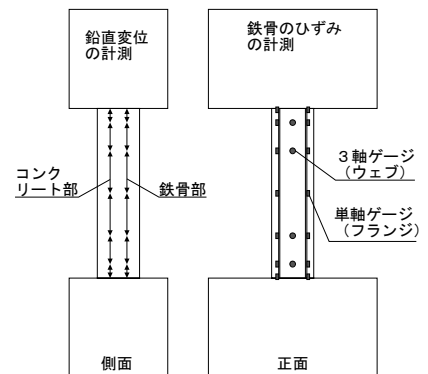 鉛直変位
の計測
鉄骨のひずみ
の計測
コンク
リート部
鉄骨部
３軸ゲージ
（ウェブ）
単軸ゲージ
（フランジ）
側面
正面